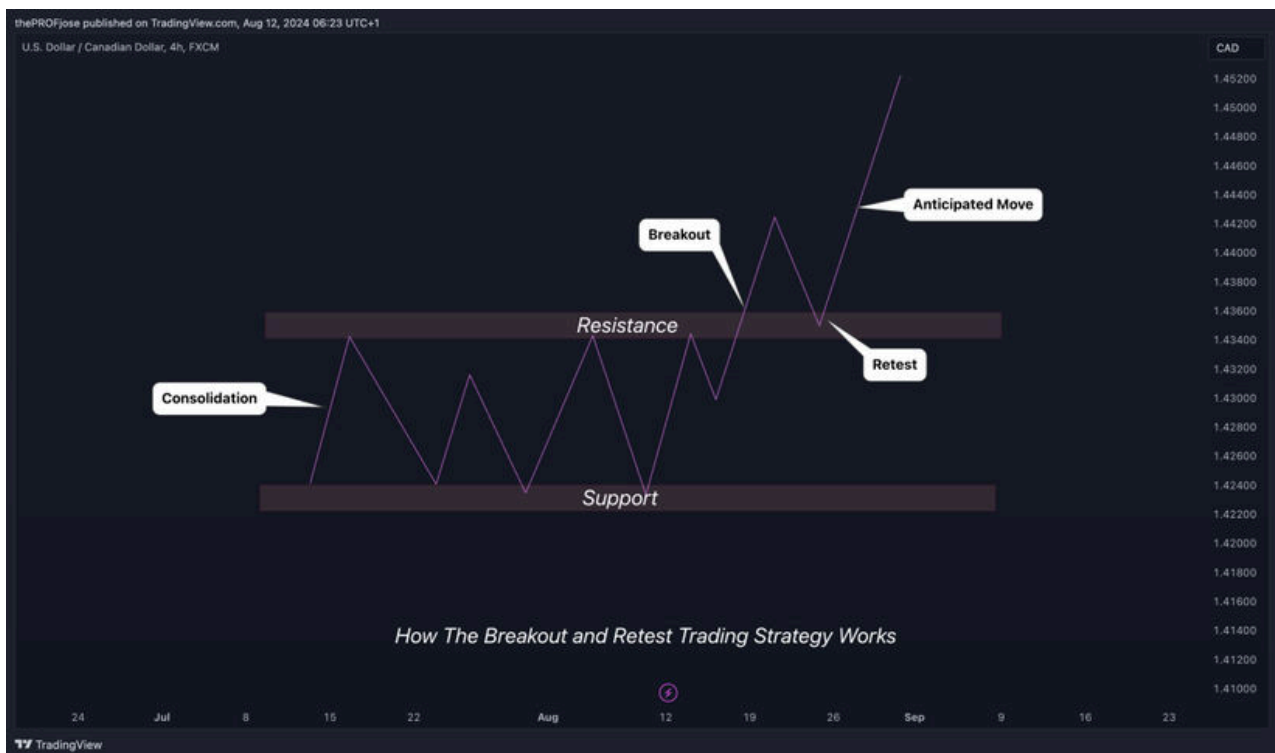 thePROFjose published on TradingView.com, Aug 12, 2024 06:23 UTC+1
U.S. Dollar / Canadian Dollar, 4h, FXCM
CAD
1.45200
1.45000
1.44800
1.44600
1.44400
Anticipated Move
1.44200
Breakout
1.44000
1.43800
1.43600
Resistance
1.43400
Retest
1.43200
Consolidation
1.43000
1.42800
1.42600
1.42400
Support
1.42200
1.42000
1.41800
1.41600
How The Breakout and Retest Trading Strategy Works
1.41400
1.41200
1.41000
24 Jul 8 15 22 Aug 12 19 26 Sep 9 16 23
TradingView